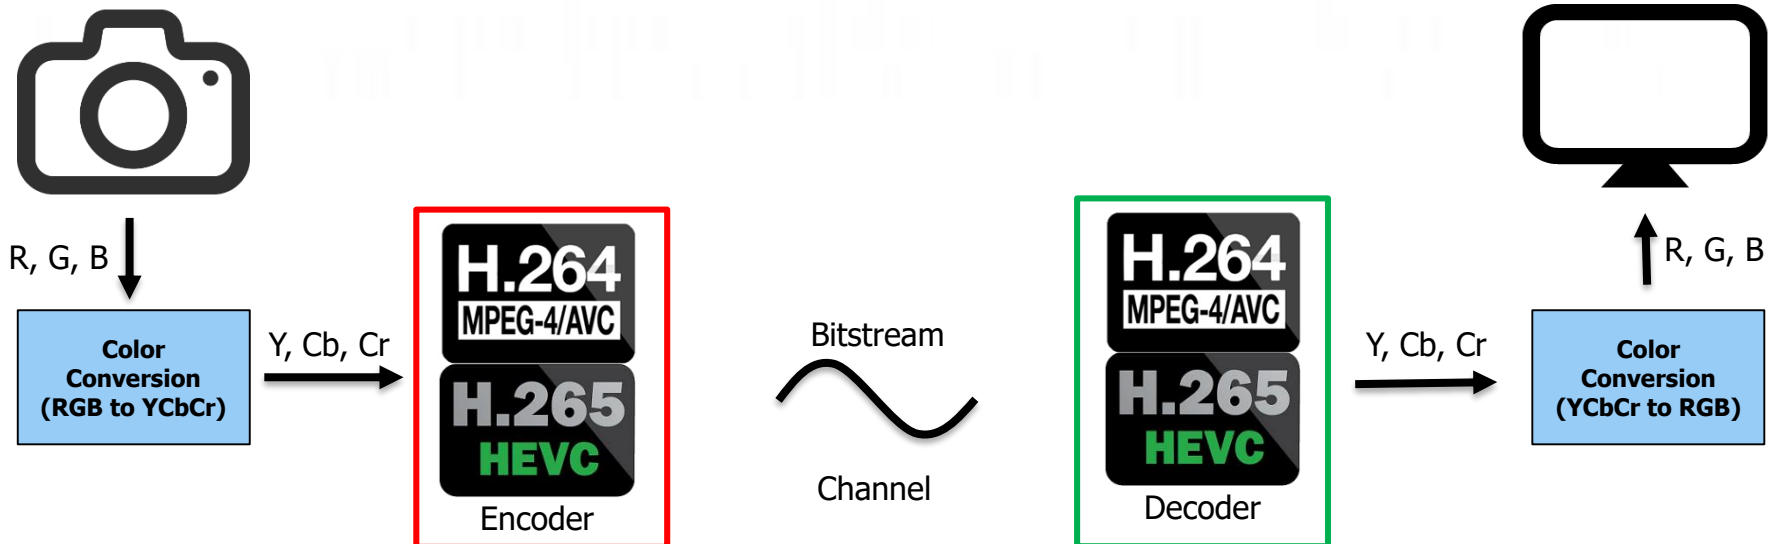 R, G, B
Color
Conversion
(RGB to YCbCr)
Y, Cb, Cr
H.264
MPEG-4/AVC
H.265
HEVC
Encoder
Bitstream
Channel
H.264
MPEG-4/AVC
H.265
HEVC
Decoder
Y, Cb, Cr
Color
Conversion
(YCbCr to RGB)
R, G, B